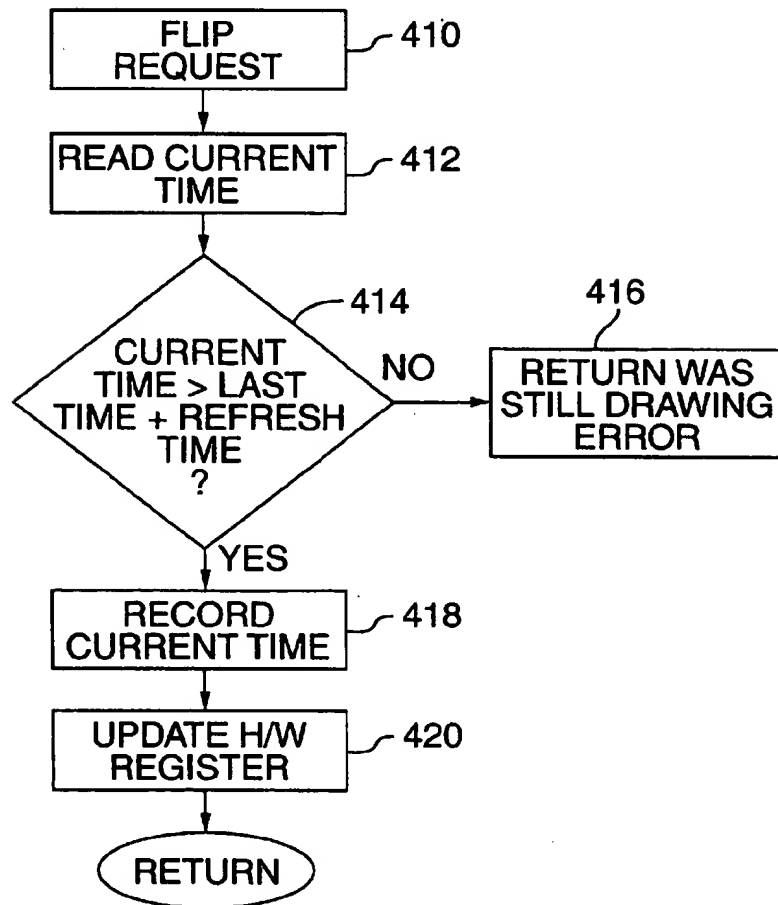 FLIP
REQUEST
410
READ CURRENT
TIME
412
414
CURRENT
TIME > LAST
TIME + REFRESH
TIME
?
NO
416
RETURN WAS
STILL DRAWING
ERROR
YES
RECORD
CURRENT TIME
418
UPDATE H/W
REGISTER
420
RETURN